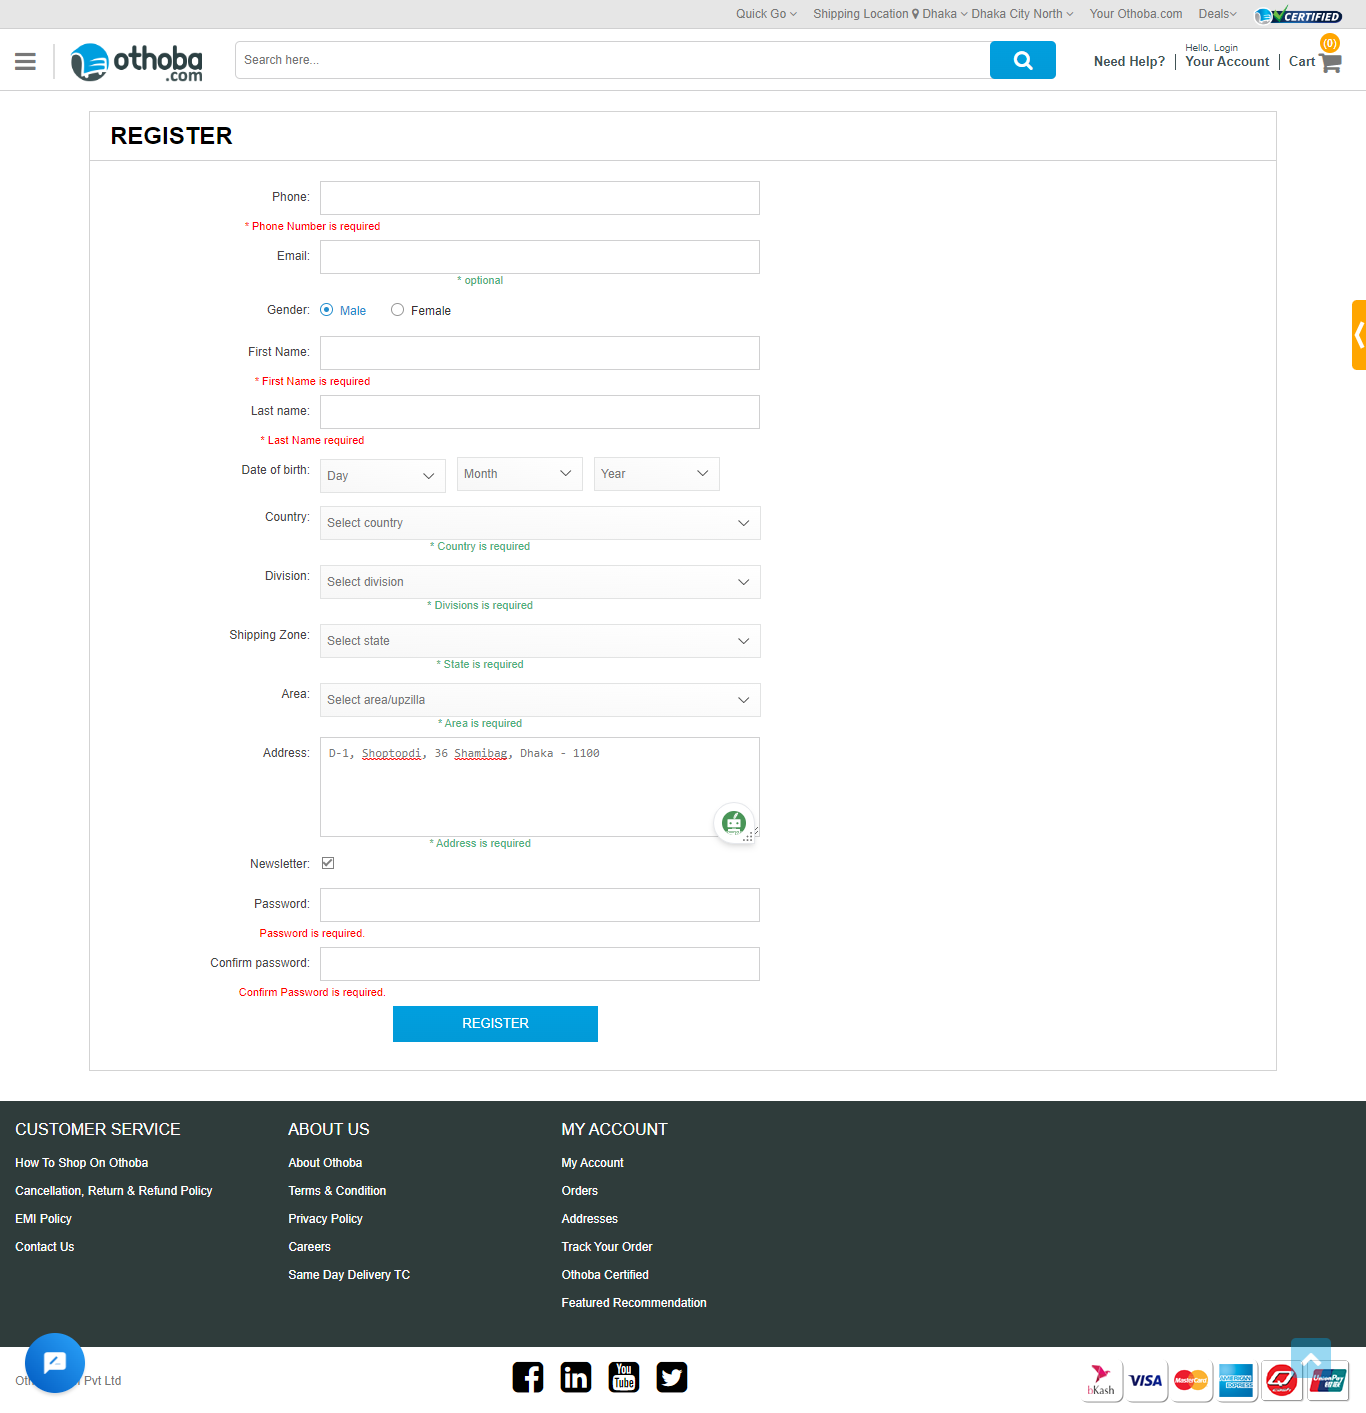 Quick Go Shipping Location Dhaka Dhaka City North Your Othoba.com Deals CERTIFIED
othoba.com Search here... Need Help? Hello, Login Your Account Cart (0)
REGISTER
Phone:
* Phone Number is required
Email:
* optional
Gender: Male Female
First Name:
* First Name is required
Last name:
* Last Name required
Date of birth: Day Month Year
Country: Select country
* Country is required
Division: Select division
* Divisions is required
Shipping Zone: Select state
* State is required
Area: Select area/upzilla
* Area is required
Address: D-1, Shoptopdi, 36 Shamibag, Dhaka - 1100
* Address is required
Newsletter:
Password:
Password is required.
Confirm password:
Confirm Password is required.
REGISTER
CUSTOMER SERVICE
How To Shop On Othoba
Cancellation, Return & Refund Policy
EMI Policy
Contact Us
ABOUT US
About Othoba
Terms & Condition
Privacy Policy
Careers
Same Day Delivery TC
MY ACCOUNT
My Account
Orders
Addresses
Track Your Order
Othoba Certified
Featured Recommendation
Pvt Ltd
You Tube
bKash VISA MasterCard AMERICAN EXPRESS UnionPay